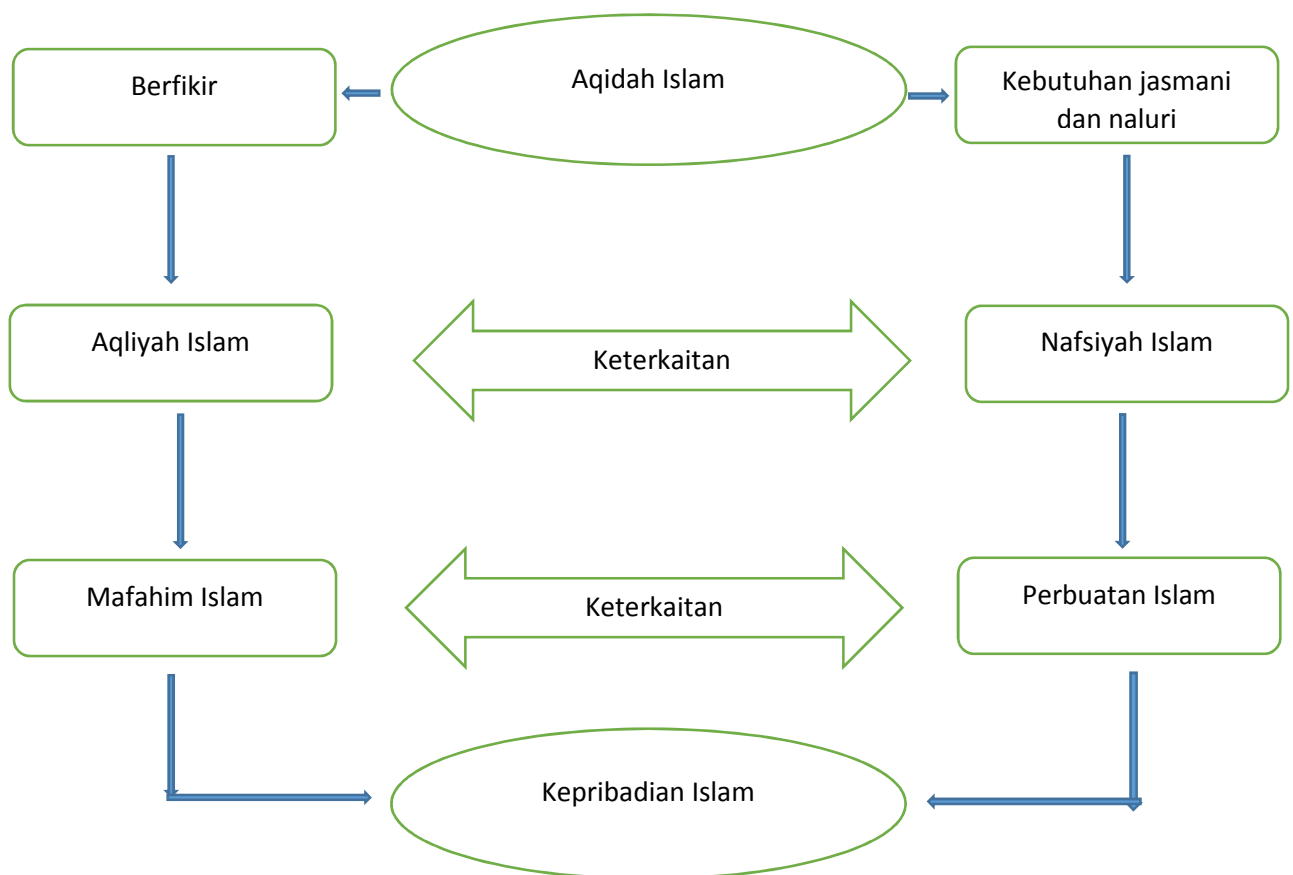 Berfikir
Aqidah Islam
Kebutuhan jasmani
dan naluri
Aqliyah Islam
Keterkaitan
Nafsiyah Islam
Mafahim Islam
Keterkaitan
Perbuatan Islam
Kepribadian Islam